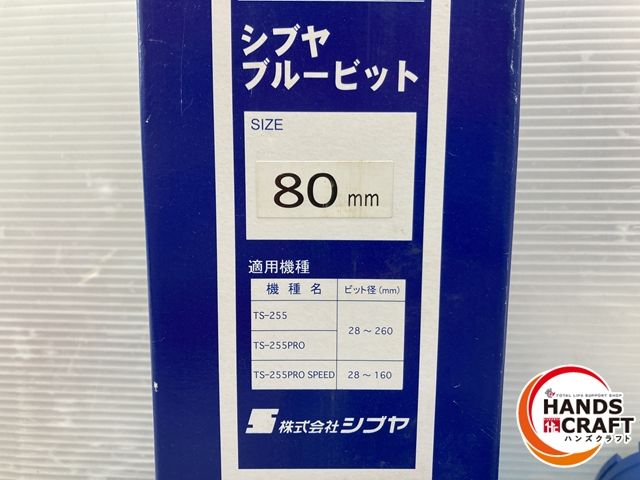 シブヤ
ブルービット
SIZE
80 mm
適用機種
機種名 ビット径(mm)
TS-255 28～260
TS-255PRO
TS-255PRO SPEED 28～160
株式会社シブヤ
TOTAL LIFE SUPPORT SHOP
HANDS
CRAFT
ハンズクラフト